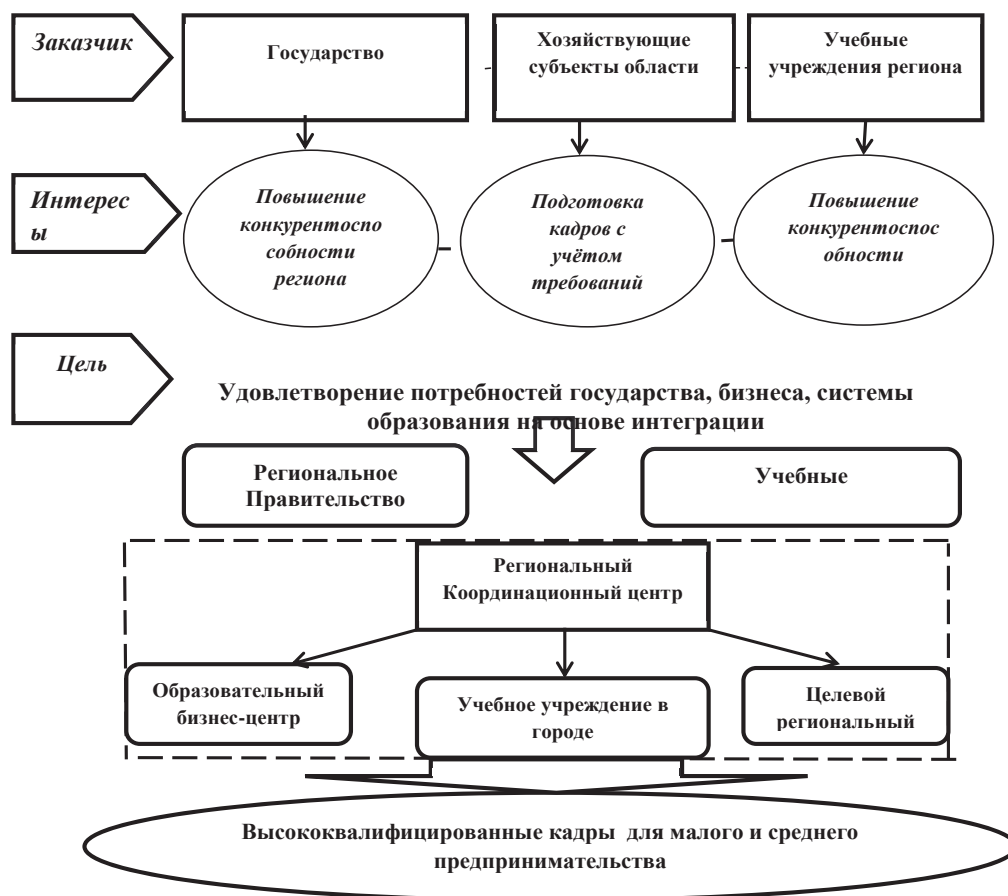 Заказчик
Государство
Хозяйствующие
субъекты области
Учебные
учреждения региона
Интерес
ы
Повышение
конкурентоспо
собности
региона
Подготовка
кадров с
учётом
требований
Повышение
конкурентоспос
обности
Цель
Удовлетворение потребностей государства, бизнеса, системы
образования на основе интеграции
Региональное
Правительство
Учебные
Региональный
Координационный центр
Образовательный
бизнес-центр
Учебное учреждение в
городе
Целевой
региональный
Высококвалифицированные кадры для малого и среднего
предпринимательства